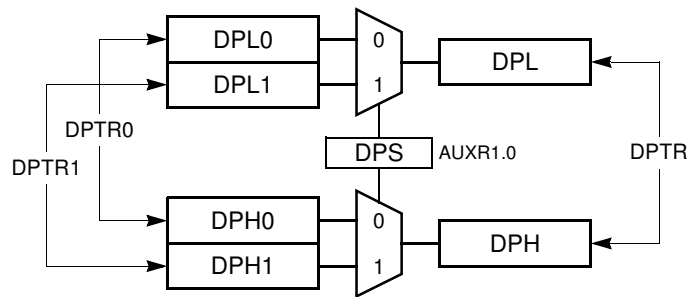 DPL0
0
DPL
DPL1
1
DPTR0
DPS
AUXR1.0
DPTR
DPTR1
DPH0
0
DPH
DPH1
1